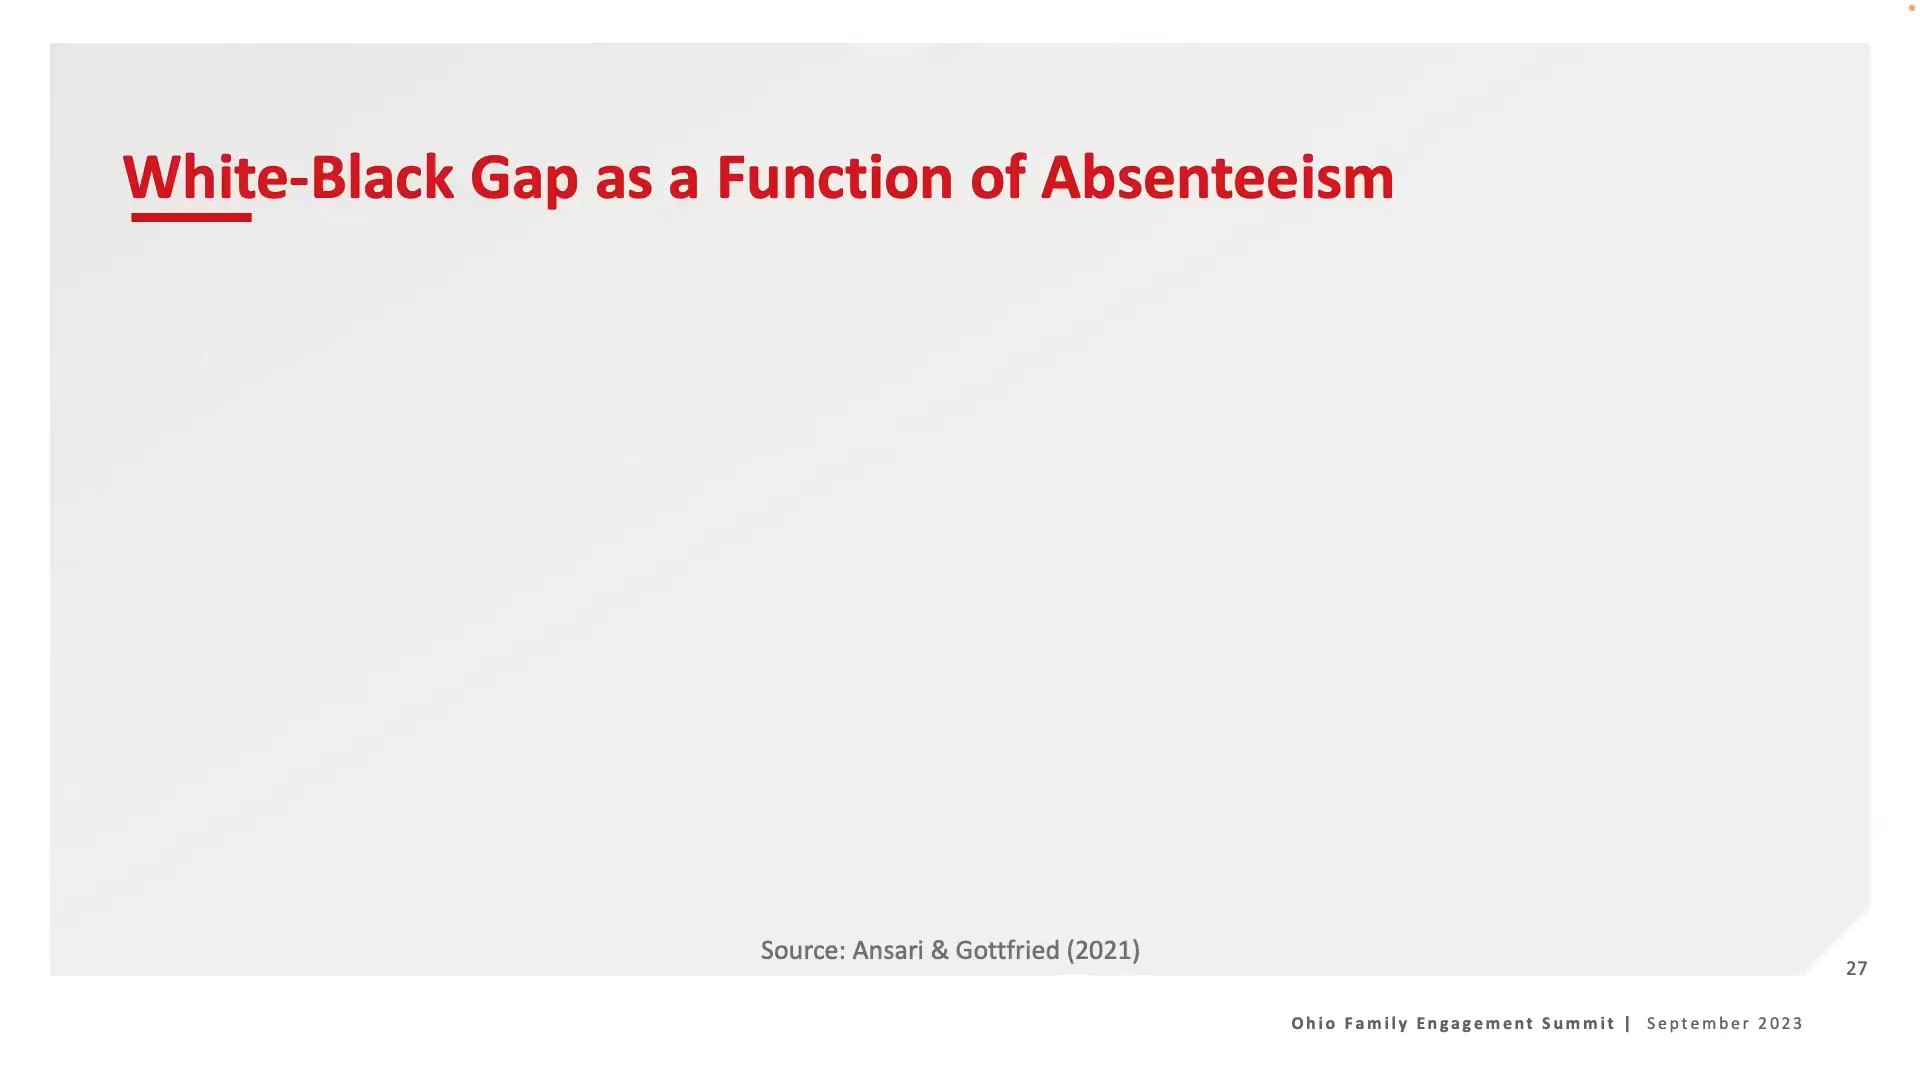 White-Black Gap as a Function of Absenteeism
Source: Ansari & Gottfried (2021)
27
Ohio Family Engagement Summit | September 2023